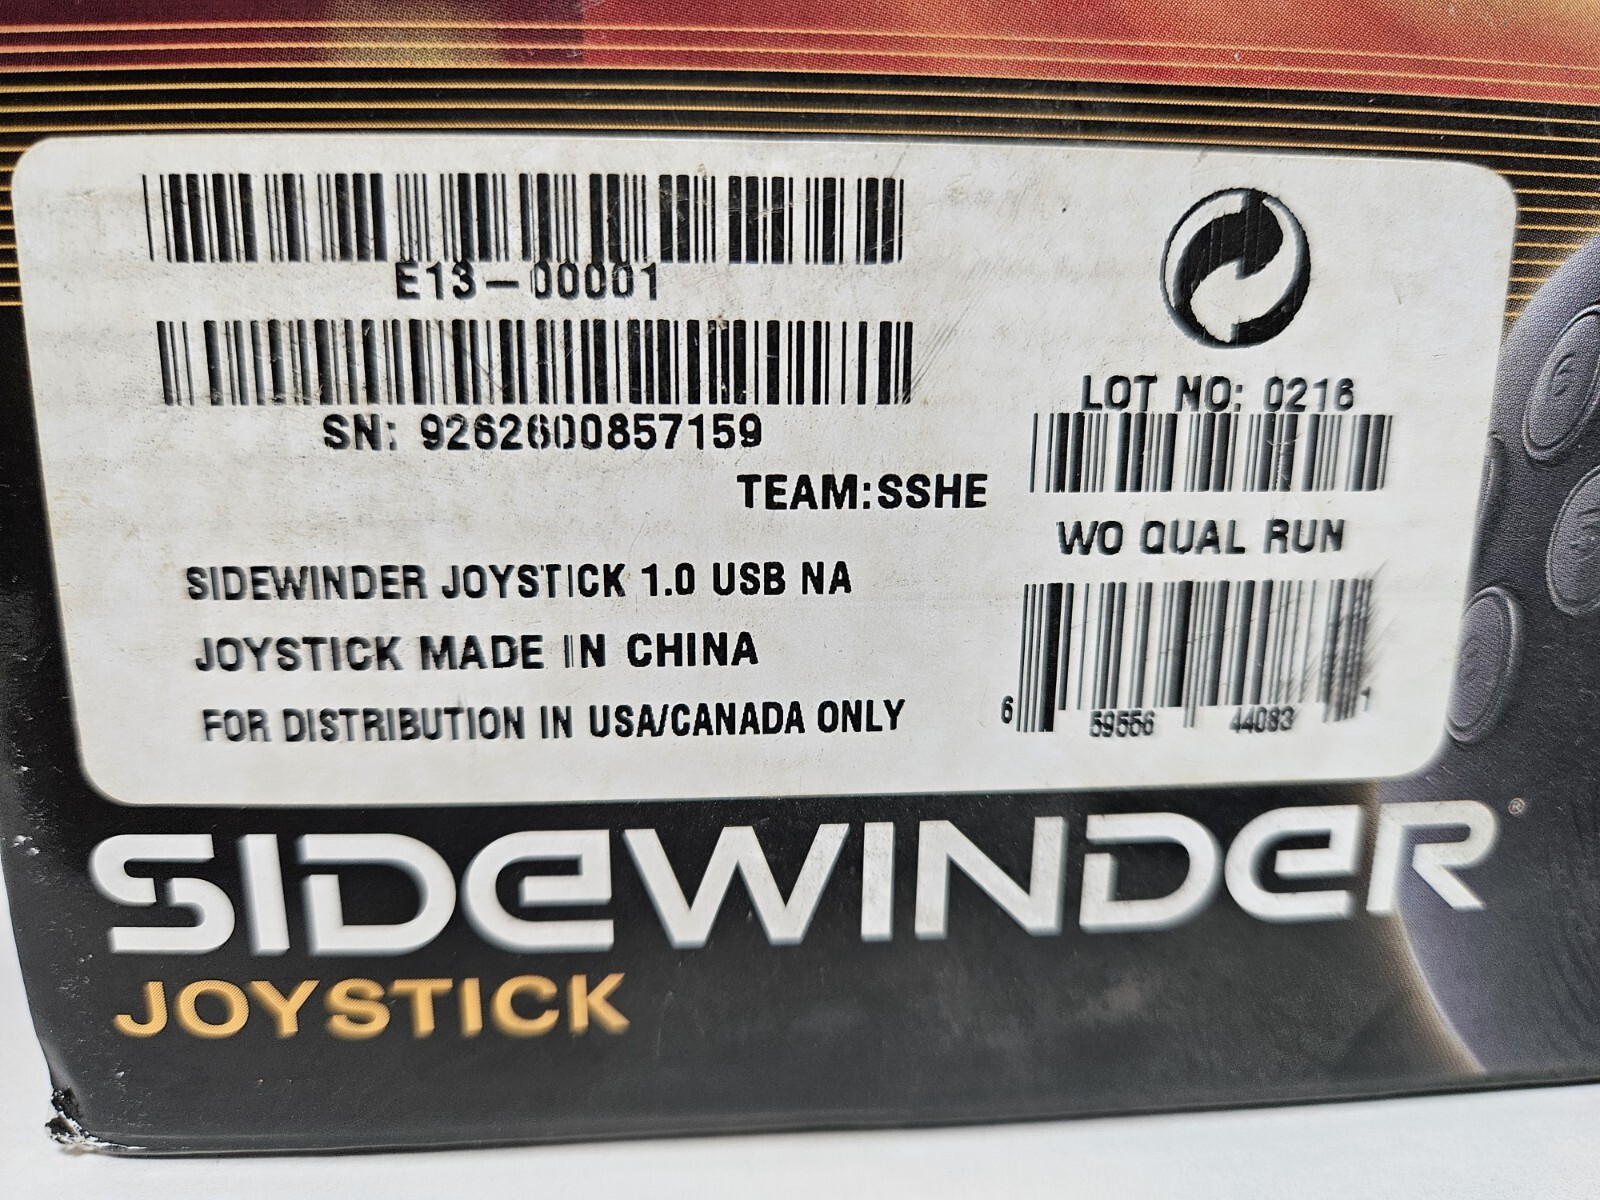 E13-00001
SN: 9262600857159
TEAM:SSHE
SIDEWINDER JOYSTICK 1.0 USB NA
JOYSTICK MADE IN CHINA
FOR DISTRIBUTION IN USA/CANADA ONLY
LOT NO: 0216
WO QUAL RUN
6 59556 44083 1
SIDEWINDER®
JOYSTICK